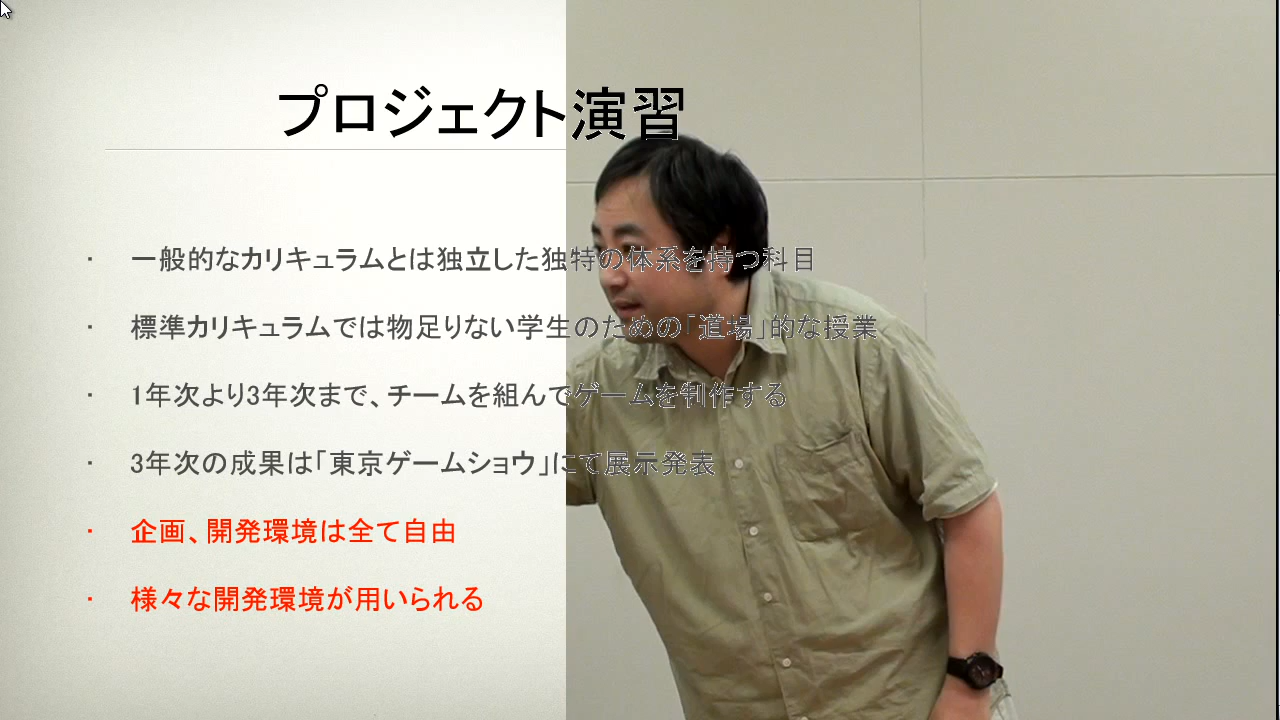 プロジェクト演習
・ 一般的なカリキュラムとは独立した独特の体系を持つ科目
・ 標準カリキュラムでは物足りない学生のための「道場」的な授業
・ 1年次より3年次まで、チームを組んでゲームを制作する
・ 3年次の成果は「東京ゲームショウ」にて展示発表
・ 企画、開発環境は全て自由
・ 様々な開発環境が用いられる